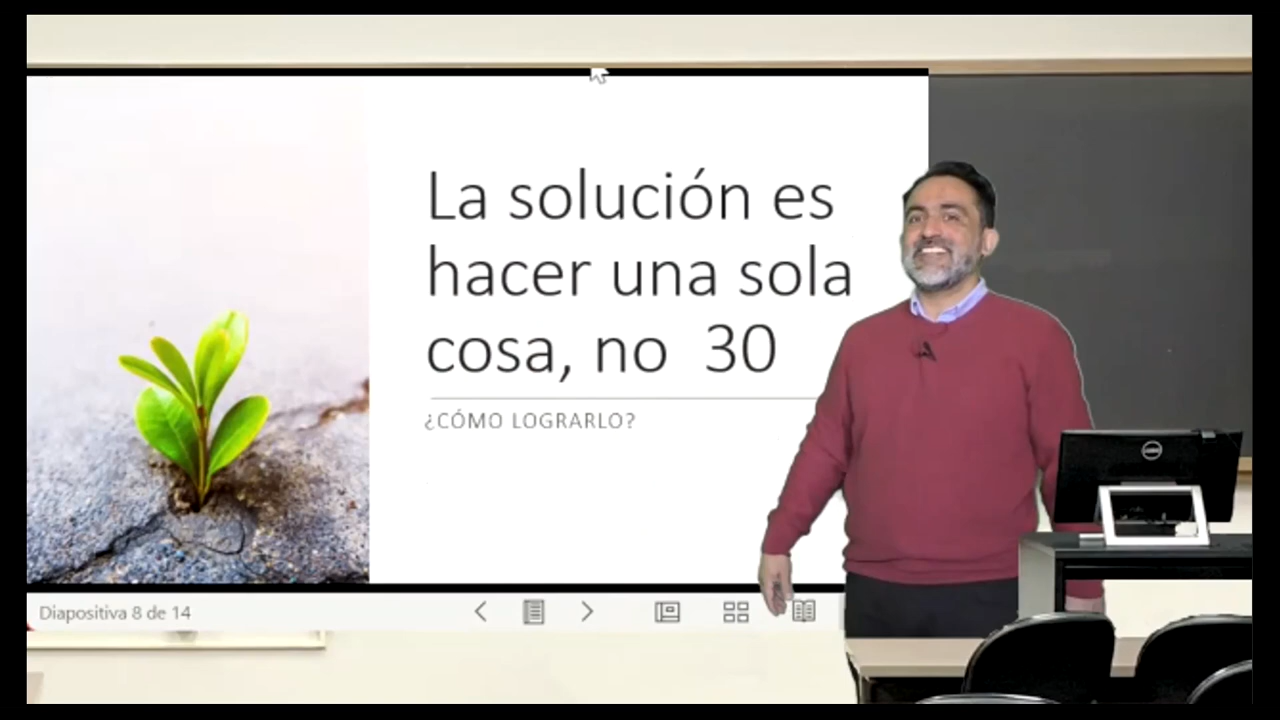 La solución es
hacer una sola
cosa, no 30
¿CÓMO LOGRARLO?
Diapositiva 8 de 14